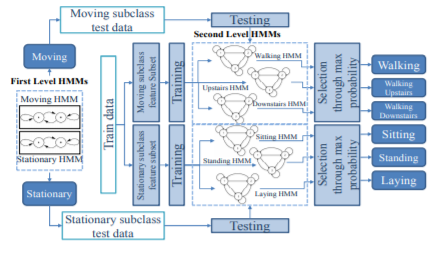 Moving subclass
test data
Testing
Second Level HMMs
Moving
First Level HMMs
Moving HMM
Stationary HMM
Stationary
Train data
Moving subclass
feature Subset
Training
Stationary subclass
feature subset
Training
Walking HMM
Upstairs HMM
Downstairs HMM
Sitting HMM
Standing HMM
Laying HMM
Selection
through max
probability
Selection
through max
probability
Walking
Walking
Upstairs
Walking
Downstairs
Sitting
Standing
Laying
Stationary subclass
test data
Testing